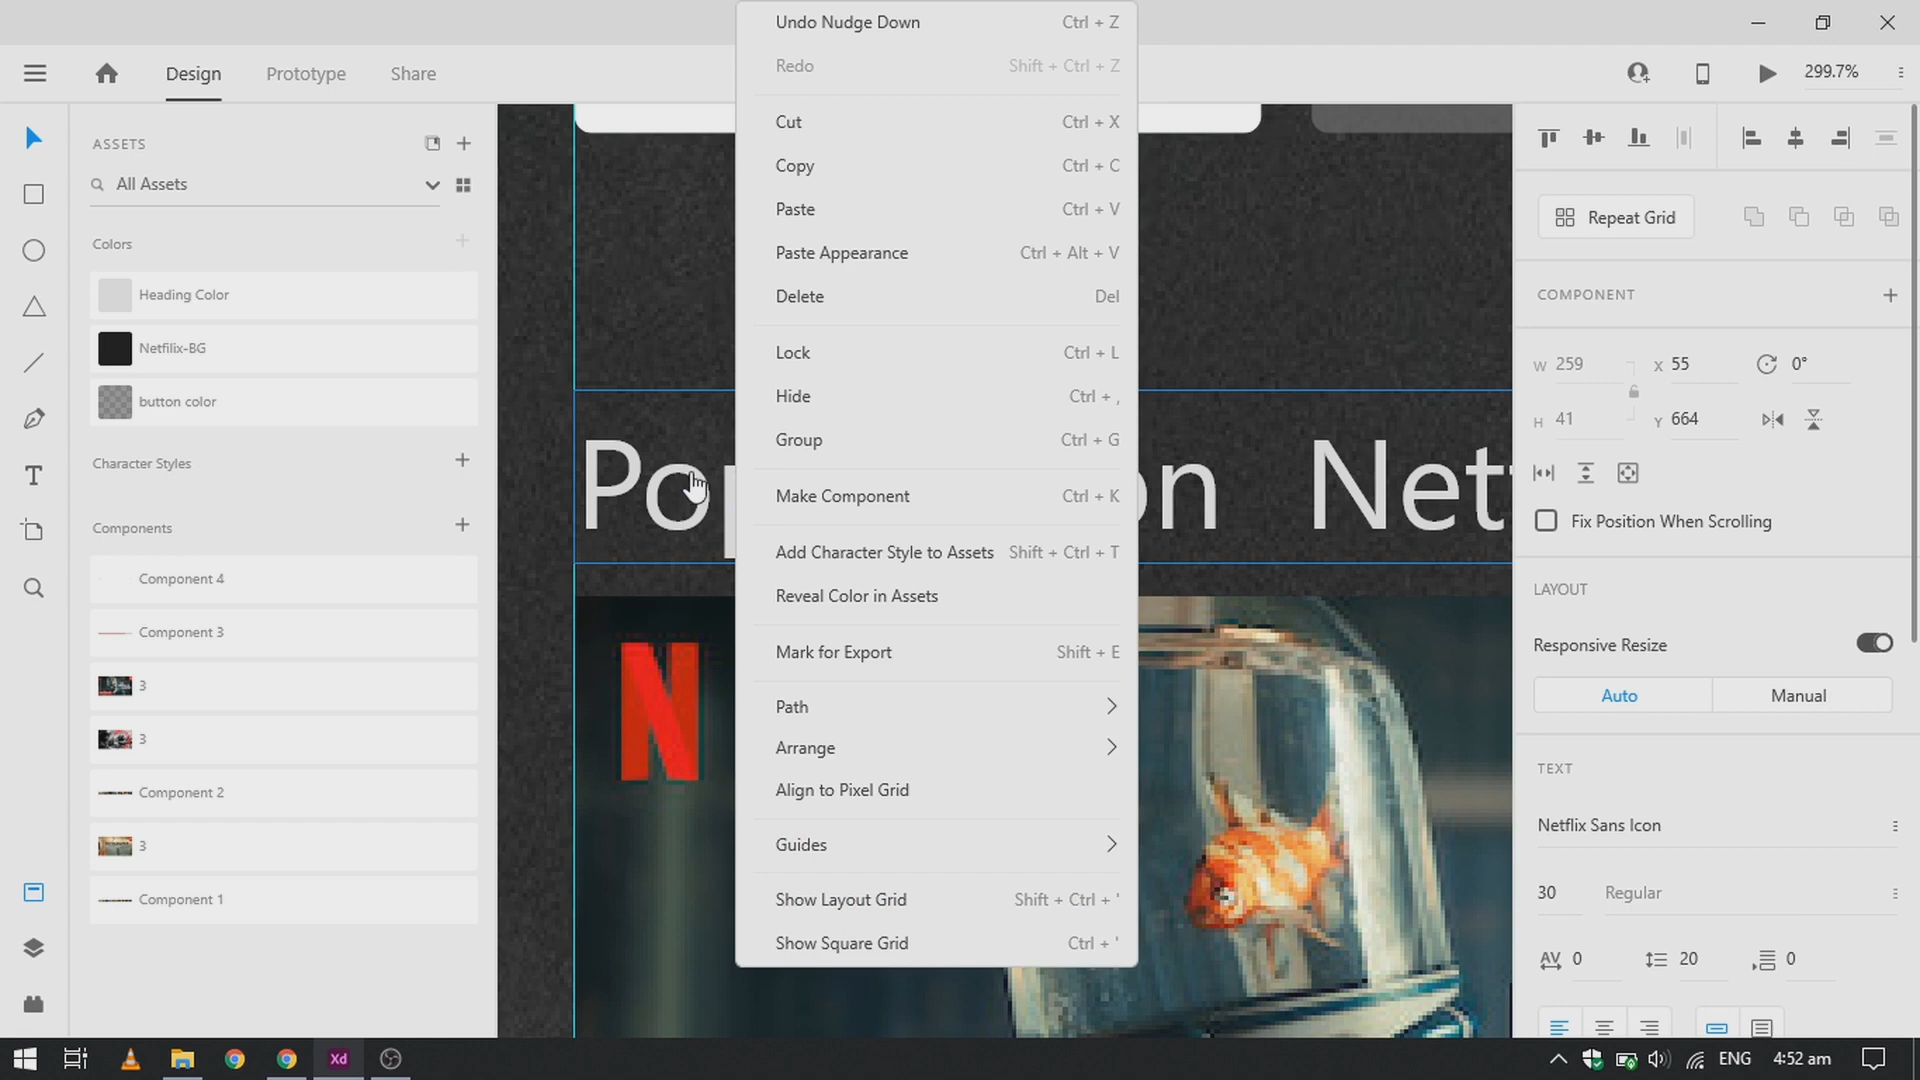 Design
Prototype
Share
299.7%
ASSETS
All Assets
Colors
Heading Color
Netfilix-BG
button color
Character Styles
Components
Component 4
Component 3
3
3
Component 2
3
Component 1
Undo Nudge Down Ctrl + Z
Redo Shift + Ctrl + Z
Cut Ctrl + X
Copy Ctrl + C
Paste Ctrl + V
Paste Appearance Ctrl + Alt + V
Delete Del
Lock Ctrl + L
Hide Ctrl + ,
Group Ctrl + G
Make Component Ctrl + K
Add Character Style to Assets Shift + Ctrl + T
Reveal Color in Assets
Mark for Export Shift + E
Path
Arrange
Align to Pixel Grid
Guides
Show Layout Grid Shift + Ctrl + '
Show Square Grid Ctrl + '
N
Repeat Grid
COMPONENT
W 259 X 55 0°
H 41 Y 664
Fix Position When Scrolling
LAYOUT
Responsive Resize
Auto Manual
TEXT
Netflix Sans Icon
30 Regular
AV 0 20 0
Xd
ENG 4:52 am